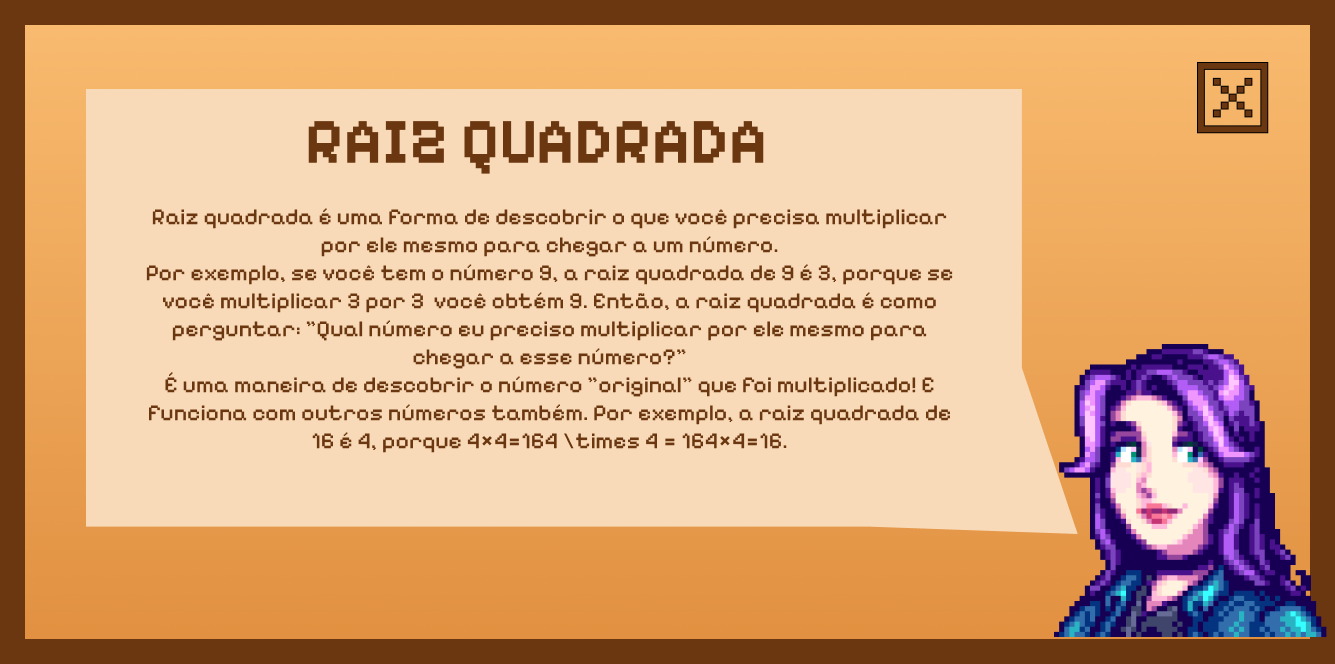 RAIZ QUADRADA
Raiz quadrada é uma forma de descobrir o que você precisa multiplicar
por ele mesmo para chegar a um número.
Por exemplo, se você tem o número 9, a raiz quadrada de 9 é 3, porque se
você multiplicar 3 por 3  você obtém 9. Então, a raiz quadrada é como
perguntar: "Qual número eu preciso multiplicar por ele mesmo para
chegar a esse número?"
É uma maneira de descobrir o número "original" que foi multiplicado! E
funciona com outros números também. Por exemplo, a raiz quadrada de
16 é 4, porque 4×4=164 \times 4 = 164×4=16.